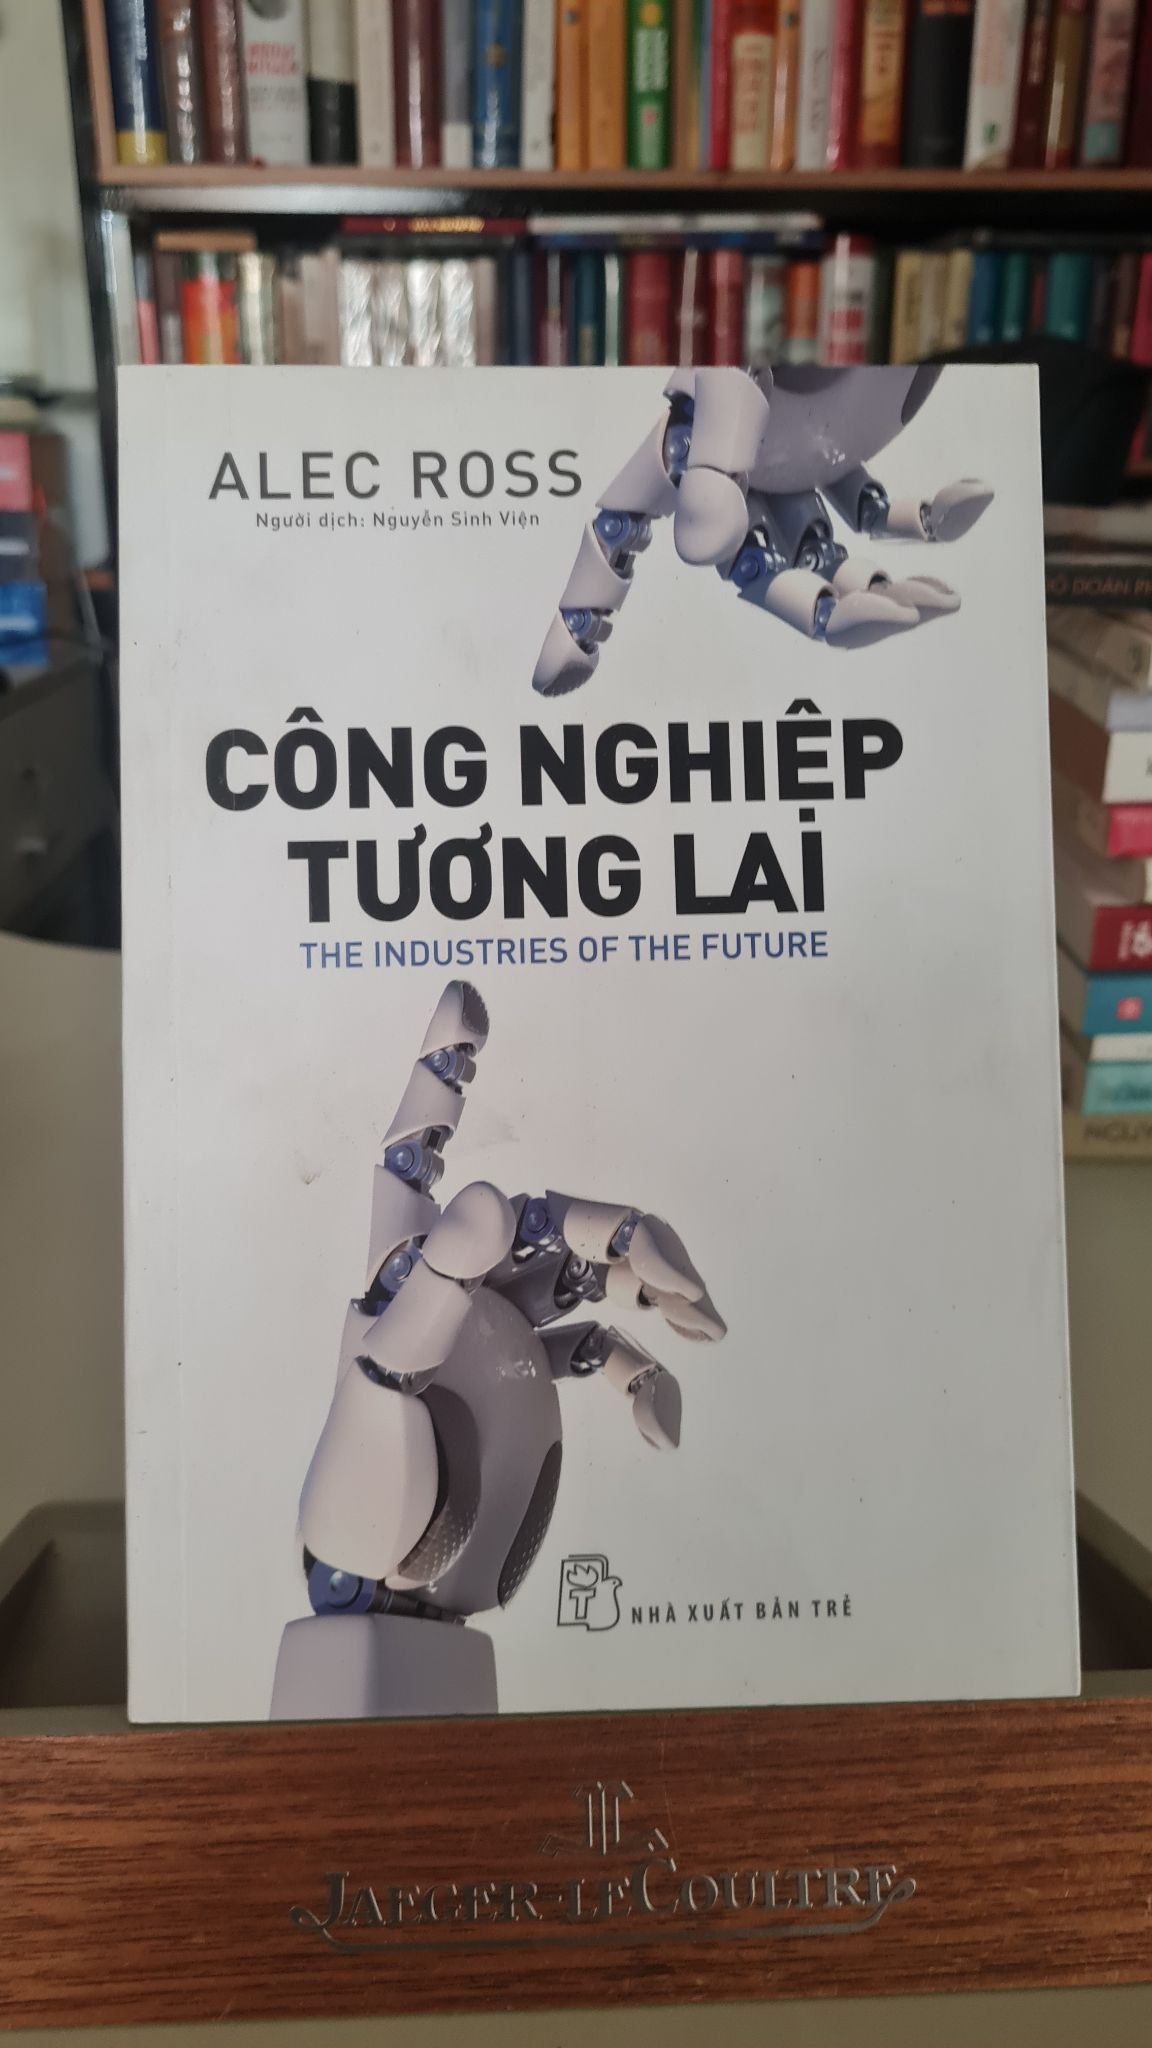 ALEC ROSS
Người dịch: Nguyễn Sinh Viện
CÔNG NGHIỆP
TƯƠNG LAI
THE INDUSTRIES OF THE FUTURE
NHÀ XUẤT BẢN TRẺ
JAEGER-LECOULTRE